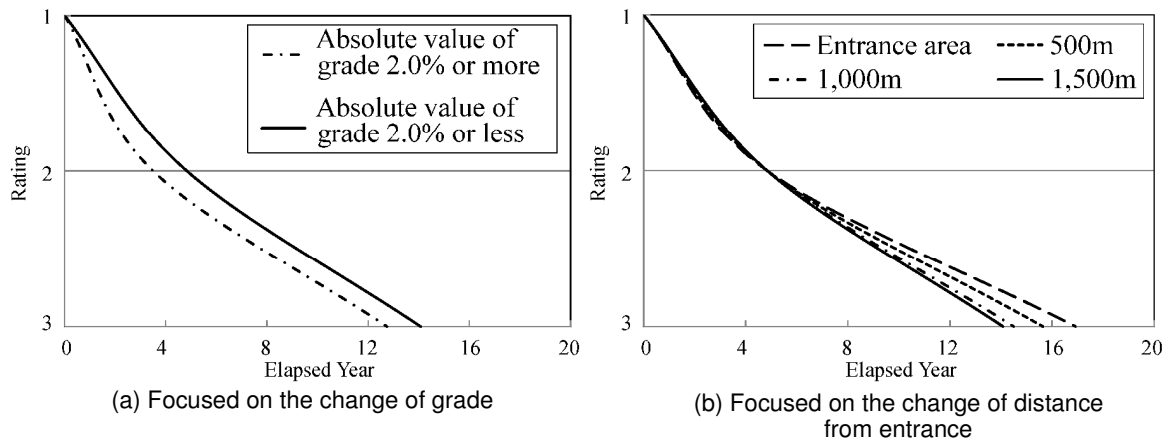 1
Absolute value of
grade 2.0% or more
Absolute value of
grade 2.0% or less
Rating
2
3
0 4 8 12 16 20
Elapsed Year
(a) Focused on the change of grade
1
Entrance area 500m
1,000m 1,500m
Rating
2
3
0 4 8 12 16 20
Elapsed Year
(b) Focused on the change of distance
from entrance